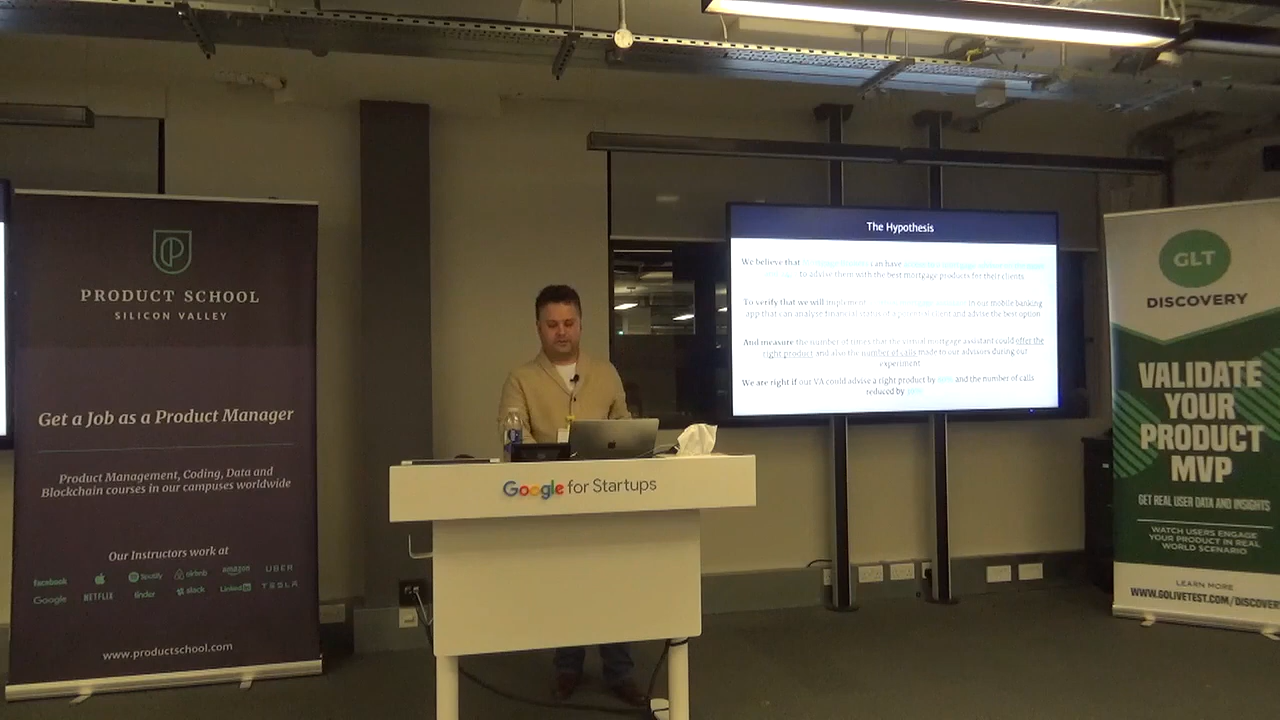 PRODUCT SCHOOL
SILICON VALLEY
Get a Job as a Product Manager
Product Management, Coding, Data and
Blockchain courses in our campuses worldwide
Our Instructors work at
facebook
Spotify
airbnb
amazon
UBER
Google
NETFLIX
tinder
slack
LinkedIn
TESLA
www.productschool.com
Google for Startups
The Hypothesis
We believe that can have
to advise them with the best mortgage products for their clients
To verify that we will implement in our mobile banking
app that can analyse financial status of a potential client and advise the best option
And measure the number of times that the virtual mortgage assistant could offer the
right product and also the number of calls made to our advisors during our
experiment
We are right if our VA could advise a right product by and the number of calls
reduced by
GLT
DISCOVERY
VALIDATE
YOUR
PRODUCT
MVP
GET REAL USER DATA AND INSIGHTS
WATCH USERS ENGAGE
YOUR PRODUCT IN REAL
WORLD SCENARIO
LEARN MORE
WWW.GOLIVETEST.COM/DISCOVER